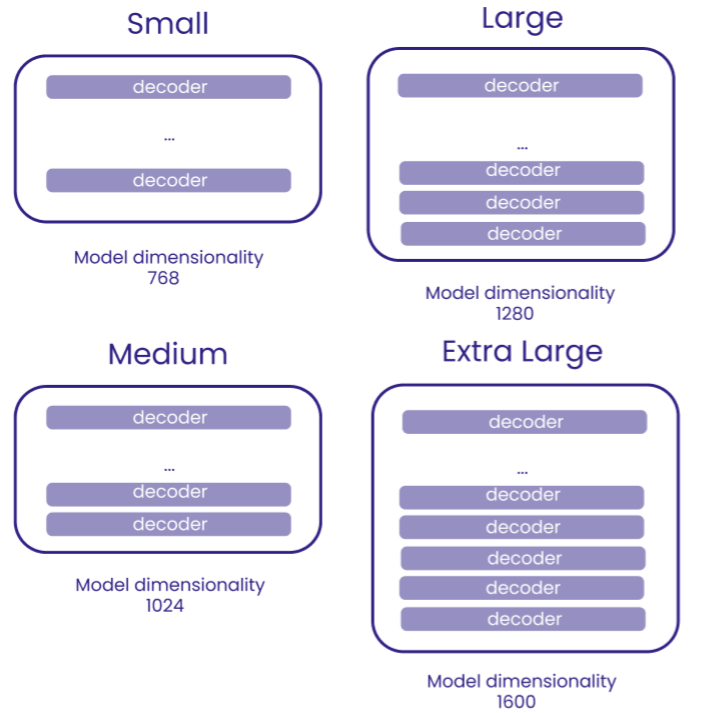 Small
decoder
...
decoder
Model dimensionality
768
Large
decoder
...
decoder
decoder
decoder
Model dimensionality
1280
Medium
decoder
...
decoder
decoder
Model dimensionality
1024
Extra Large
decoder
...
decoder
decoder
decoder
decoder
decoder
Model dimensionality
1600